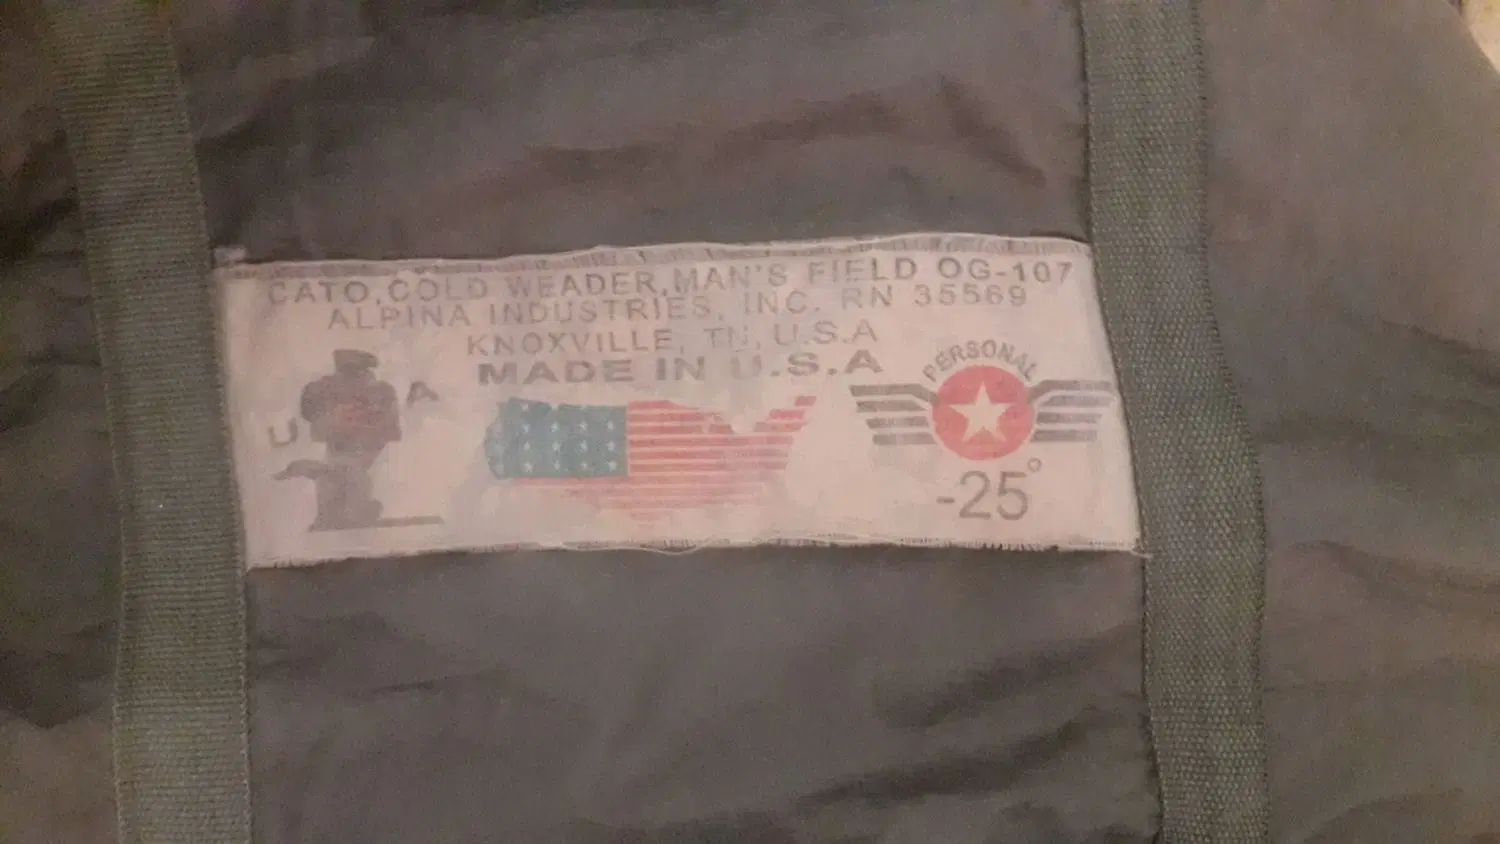 CATO,COLD WEADER,MAN'S FIELD OG-107
ALPINA INDUSTRIES, INC. RN 35569
KNOXVILLE, TN, U.S.A
MADE IN U.S.A
U A
PERSONAL
-25°